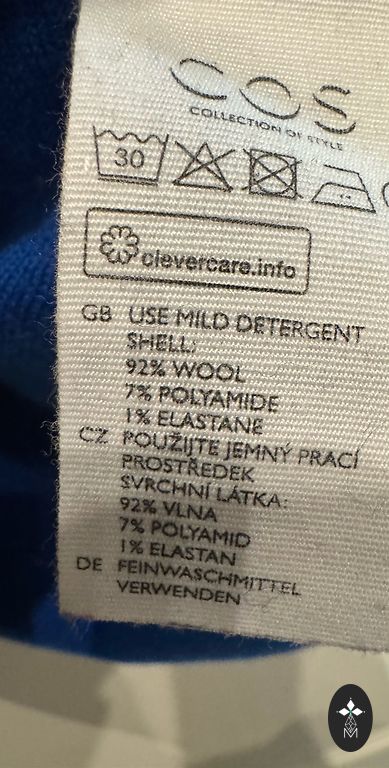 COS
COLLECTION OF STYLE
30
clevercare.info
GB USE MILD DETERGENT
SHELL:
92% WOOL
7% POLYAMIDE
1% ELASTANE
CZ POUŽIJTE JEMNÝ PRACÍ
PROSTŘEDEK
SVRCHNÍ LÁTKA:
92% VLNA
7% POLYAMID
1% ELASTAN
DE FEINWASCHMITTEL
VERWENDEN